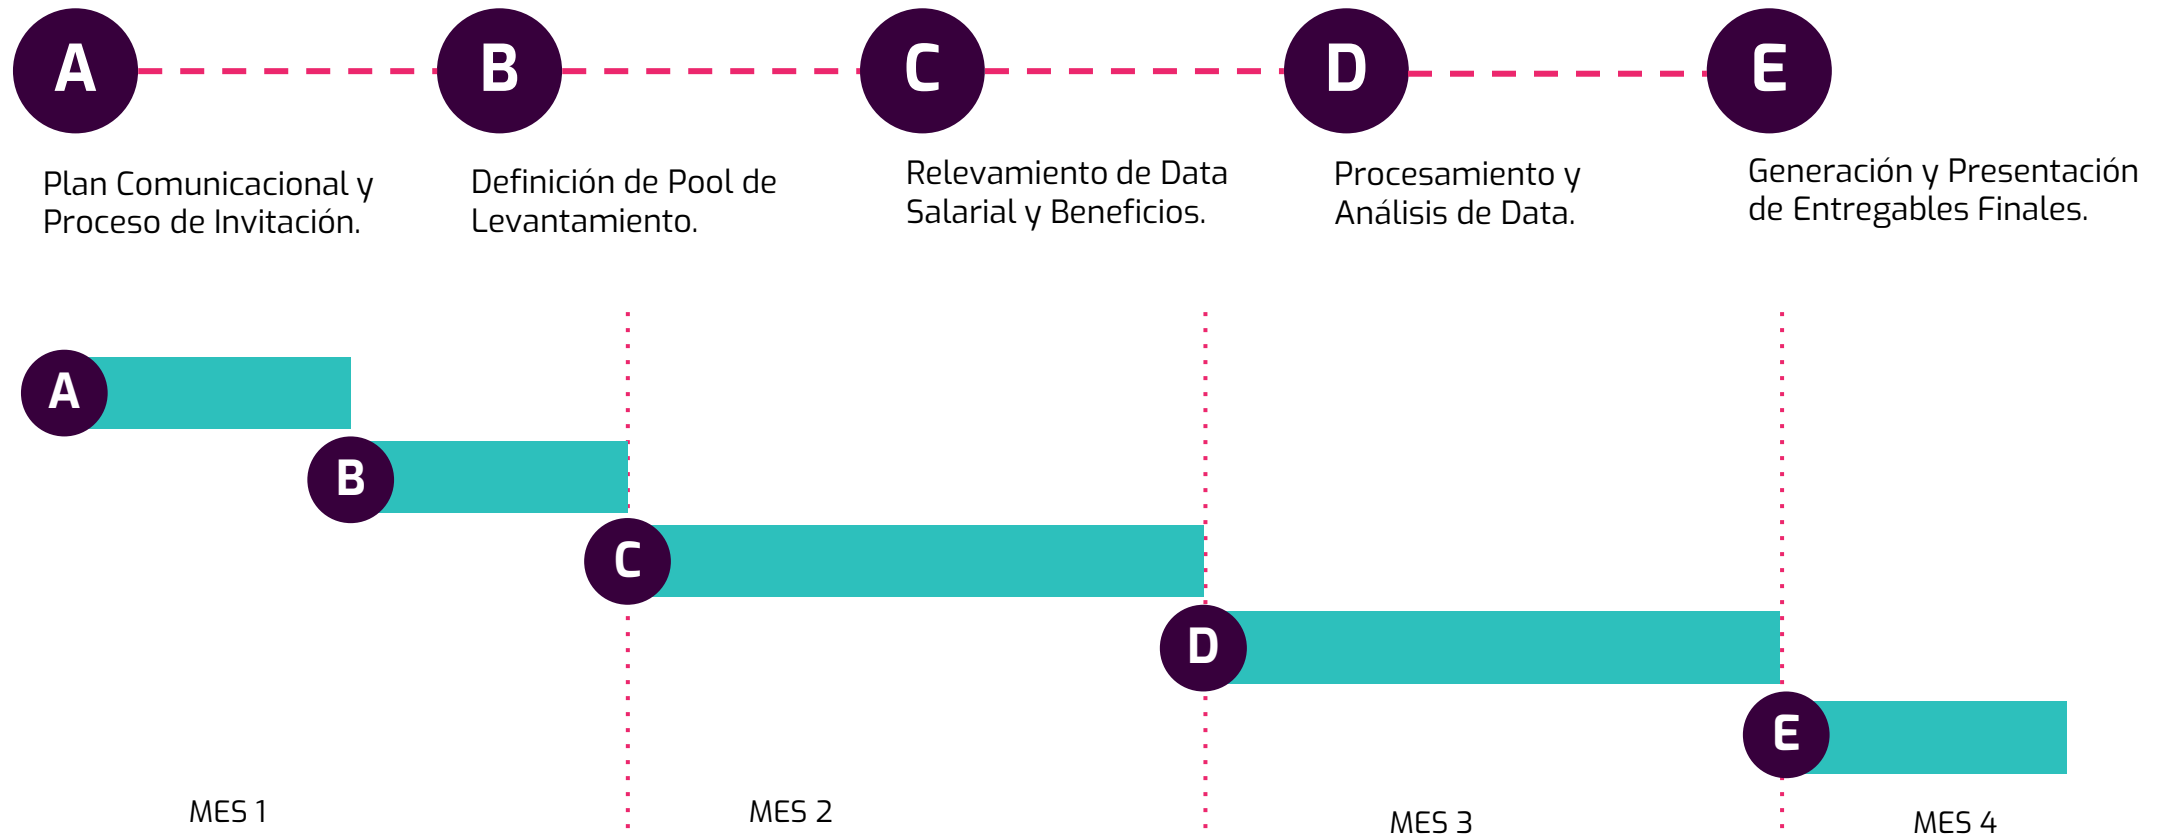 A
B
C
D
E
Plan Comunicacional y
Proceso de Invitación.
Definición de Pool de
Levantamiento.
Relevamiento de Data
Salarial y Beneficios.
Procesamiento y
Análisis de Data.
Generación y Presentación
de Entregables Finales.
A
B
C
D
E
MES 1
MES 2
MES 3
MES 4